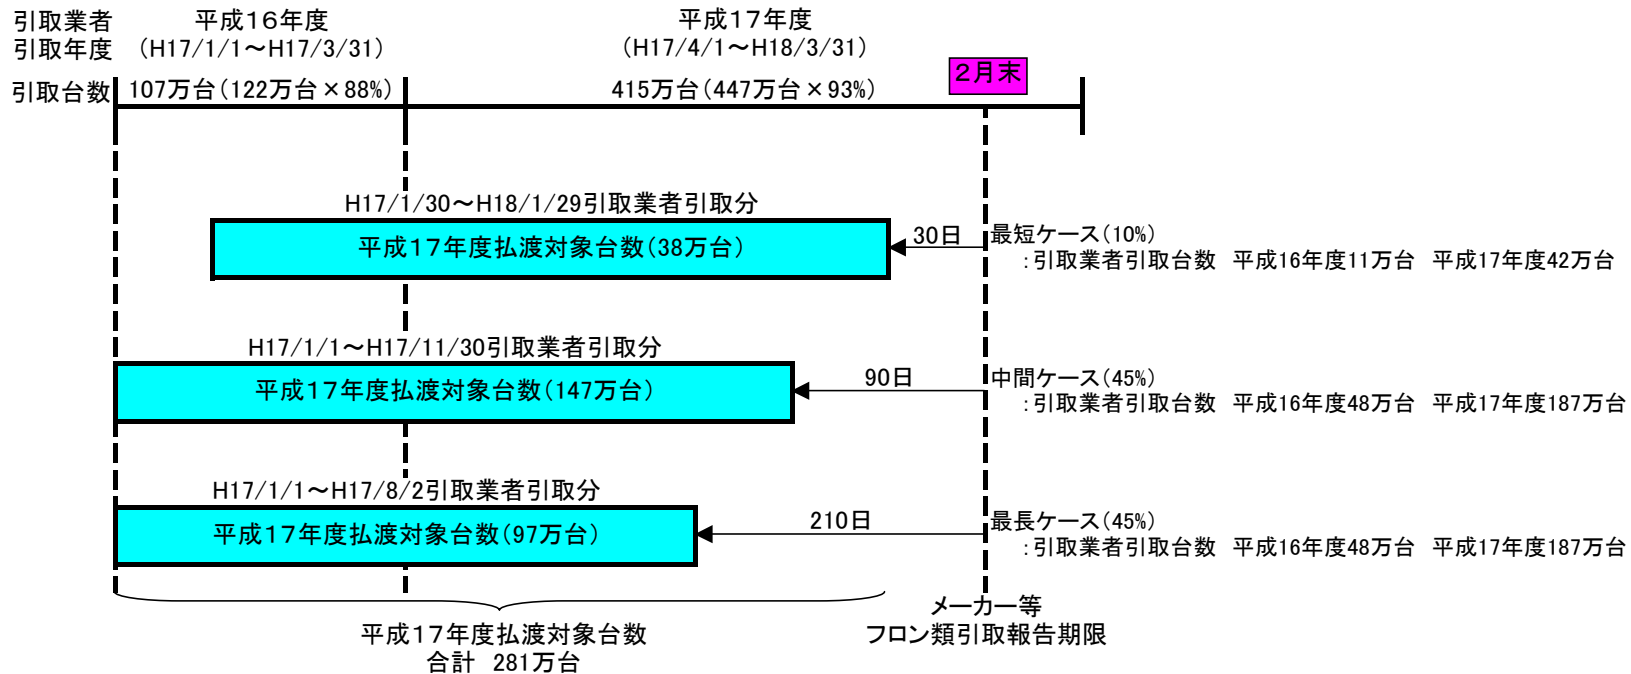 引取業者
引取年度
平成１６年度
（H17/1/1～H17/3/31）
平成１７年度
（H17/4/1～H18/3/31）
２月末
引取台数
107万台（122万台×88%）
415万台（447万台×93%）
H17/1/30～H18/1/29引取業者引取分
平成１７年度払渡対象台数（38万台）
30日
最短ケース（10%）
：引取業者引取台数　平成16年度11万台　平成17年度42万台
H17/1/1～H17/11/30引取業者引取分
平成１７年度払渡対象台数（147万台）
90日
中間ケース（45%）
：引取業者引取台数　平成16年度48万台　平成17年度187万台
H17/1/1～H17/8/2引取業者引取分
平成１７年度払渡対象台数（97万台）
210日
最長ケース（45%）
：引取業者引取台数　平成16年度48万台　平成17年度187万台
メーカー等
フロン類引取報告期限
平成１７年度払渡対象台数
合計　281万台